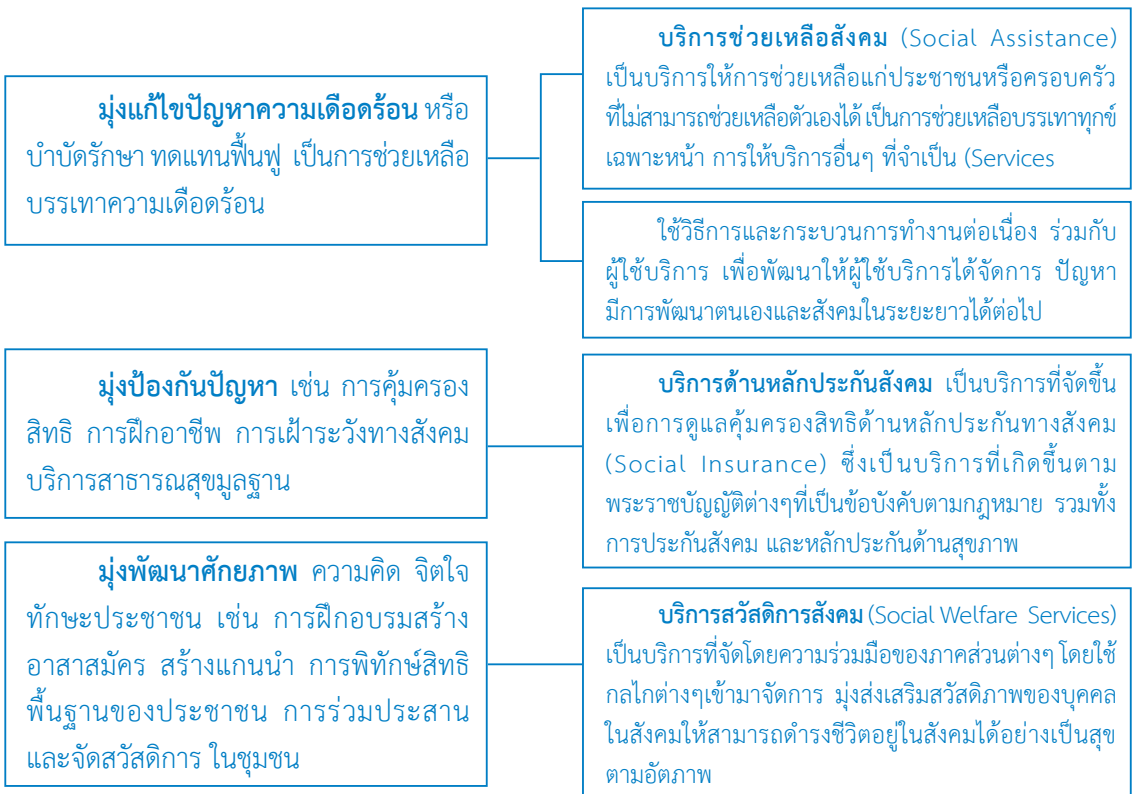 มุ่งแก้ไขปัญหาความเดือดร้อน หรือ
บำบัดรักษา ทดแทนฟื้นฟู เป็นการช่วยเหลือ
บรรเทาความเดือดร้อน
บริการช่วยเหลือสังคม (Social Assistance)
เป็นบริการให้การช่วยเหลือแก่ประชาชนหรือครอบครัว
ที่ไม่สามารถช่วยเหลือตัวเองได้ เป็นการช่วยเหลือบรรเทาทุกข์
เฉพาะหน้า การให้บริการอื่นๆ ที่จำเป็น (Services
ใช้วิธีการและกระบวนการทำงานต่อเนื่อง ร่วมกับ
ผู้ใช้บริการ เพื่อพัฒนาให้ผู้ใช้บริการได้จัดการ ปัญหา
มีการพัฒนาตนเองและสังคมในระยะยาวได้ต่อไป
มุ่งป้องกันปัญหา เช่น การคุ้มครอง
สิทธิ การฝึกอาชีพ การเฝ้าระวังทางสังคม
บริการสาธารณสุขมูลฐาน
บริการด้านหลักประกันสังคม เป็นบริการที่จัดขึ้น
เพื่อการดูแลคุ้มครองสิทธิด้านหลักประกันทางสังคม
(Social Insurance) ซึ่งเป็นบริการที่เกิดขึ้นตาม
พระราชบัญญัติต่างๆที่เป็นข้อบังคับตามกฎหมาย รวมทั้ง
การประกันสังคม และหลักประกันด้านสุขภาพ
มุ่งพัฒนาศักยภาพ ความคิด จิตใจ
ทักษะประชาชน เช่น การฝึกอบรมสร้าง
อาสาสมัคร สร้างแกนนำ การพิทักษ์สิทธิ
พื้นฐานของประชาชน การร่วมประสาน
และจัดสวัสดิการ ในชุมชน
บริการสวัสดิการสังคม (Social Welfare Services)
เป็นบริการที่จัดโดยความร่วมมือของภาคส่วนต่างๆ โดยใช้
กลไกต่างๆเข้ามาจัดการ มุ่งส่งเสริมสวัสดิภาพของบุคคล
ในสังคมให้สามารถดำรงชีวิตอยู่ในสังคมได้อย่างเป็นสุข
ตามอัตภาพ